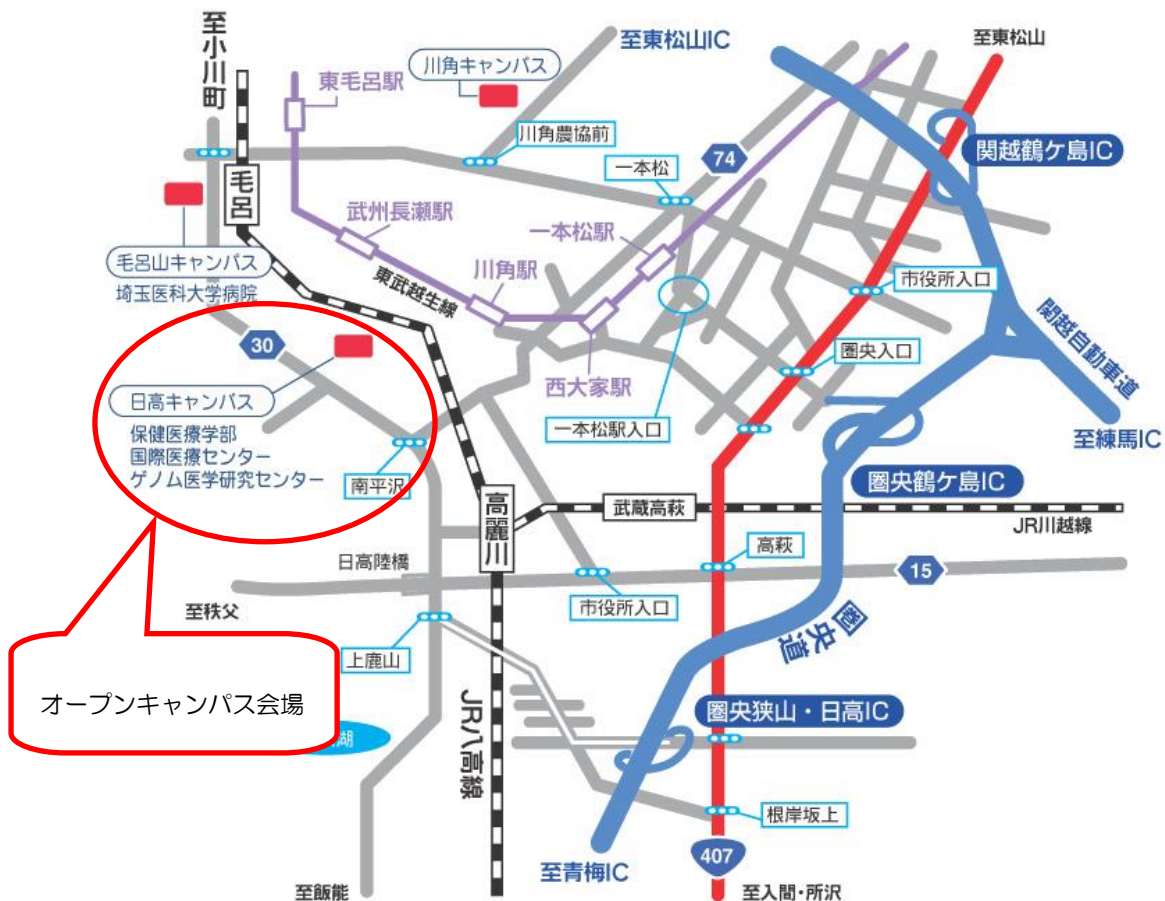 至小川町
東毛呂駅
川角キャンパス
至東松山IC
至東松山
川角農協前
一本松
74
関越鶴ケ島IC
毛呂
武州長瀬駅
一本松駅
毛呂山キャンパス
埼玉医科大学病院
東武越生線
川角駅
市役所入口
関越自動車道
30
圏央入口
西大家駅
日高キャンパス
保健医療学部
国際医療センター
ゲノム医学研究センター
一本松駅入口
至練馬IC
南平沢
圏央鶴ケ島IC
高麗川
武蔵高萩
JR川越線
日高陸橋
高萩
15
至秩父
市役所入口
圏央道
上鹿山
オープンキャンパス会場
JR八高線
圏央狭山・日高IC
湖
根岸坂上
407
至青梅IC
至飯能
至入間・所沢